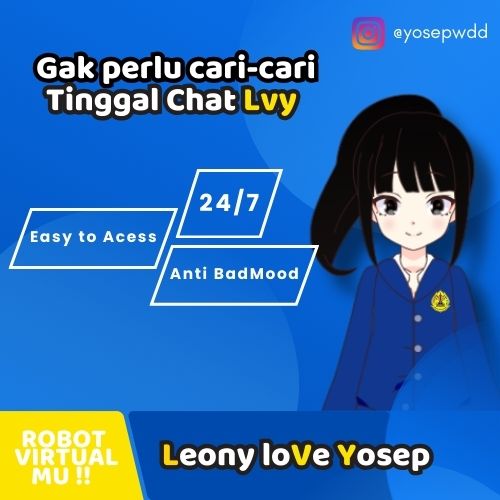 @yosepwdd
Gak perlu cari-cari
Tinggal Chat Lvy
24/7
Easy to Acess
Anti BadMood
ROBOT
VIRTUAL
MU !!
Leony loVe Yosep